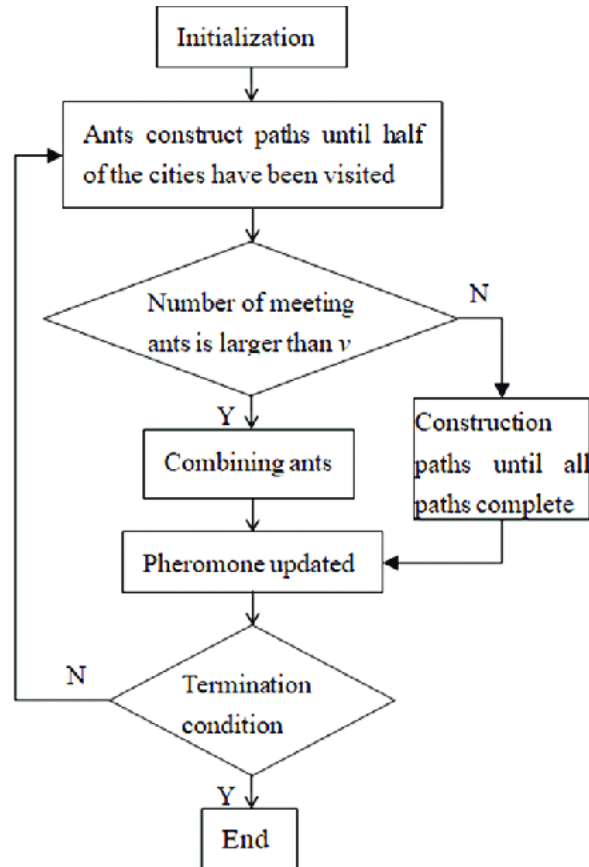 Initialization
Ants construct paths until half
of the cities have been visited
Number of meeting
ants is larger than
N
Y
Construction
paths until all
paths complete
Combining ants
Pheromone updated
N
Termination
condition
Y
End